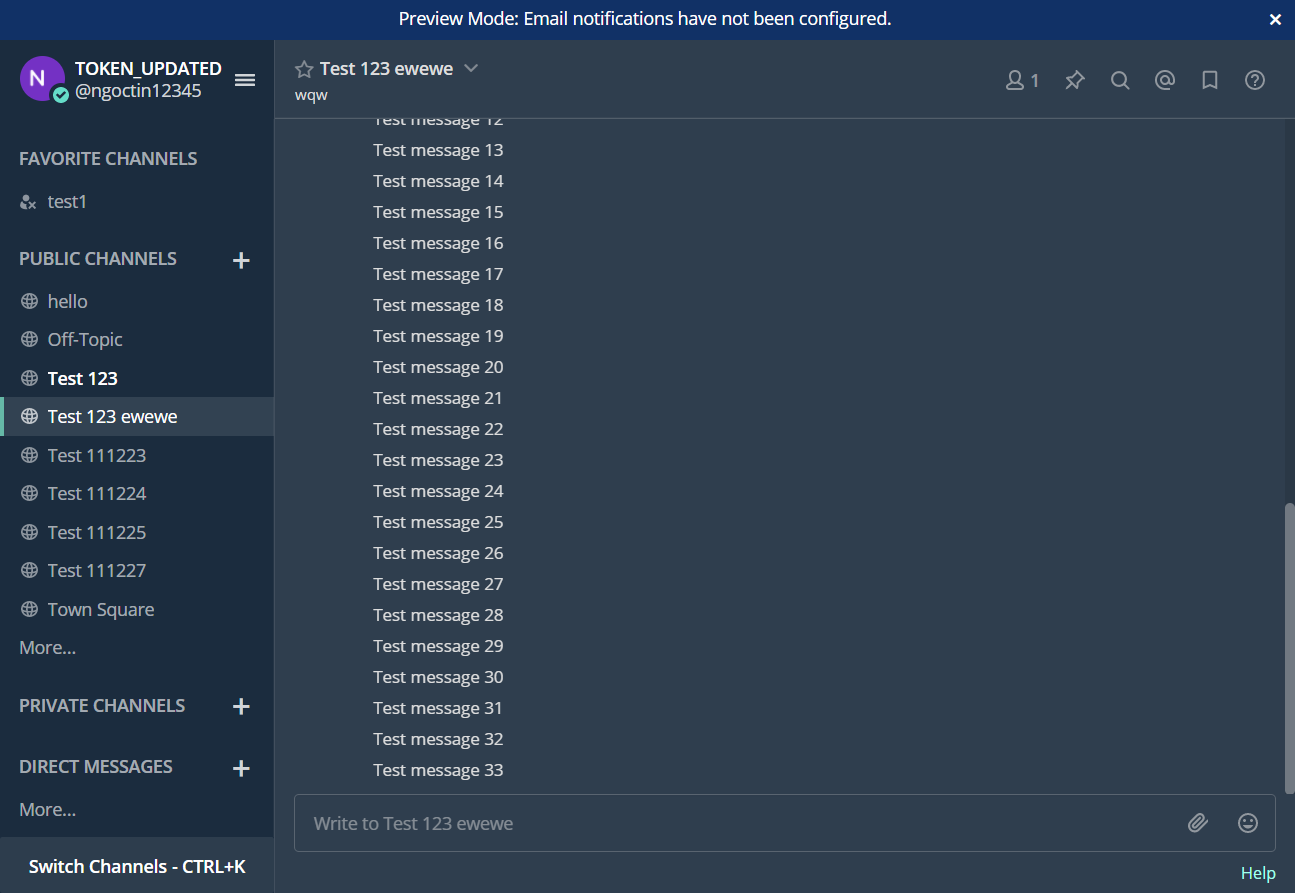 Preview Mode: Email notifications have not been configured.
N
TOKEN_UPDATED
@ngoctin12345
FAVORITE CHANNELS
test1
PUBLIC CHANNELS
hello
Off-Topic
Test 123
Test 123 ewewe
Test 111223
Test 111224
Test 111225
Test 111227
Town Square
More...
PRIVATE CHANNELS
DIRECT MESSAGES
More...
Switch Channels - CTRL+K
Test 123 ewewe
wqw
1
Test message 12
Test message 13
Test message 14
Test message 15
Test message 16
Test message 17
Test message 18
Test message 19
Test message 20
Test message 21
Test message 22
Test message 23
Test message 24
Test message 25
Test message 26
Test message 27
Test message 28
Test message 29
Test message 30
Test message 31
Test message 32
Test message 33
Write to Test 123 ewewe
Help